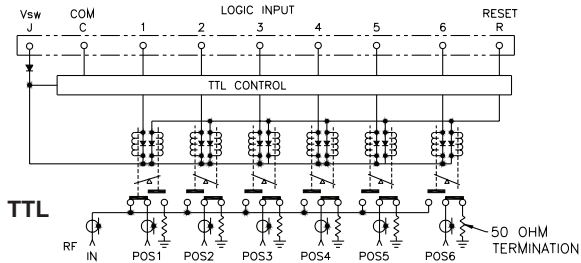 LOGIC INPUT
Vsw COM 1 2 3 4 5 6 RESET
J C R
TTL CONTROL
TTL
50 OHM
TERMINATION
RF IN POS1 POS2 POS3 POS4 POS5 POS6